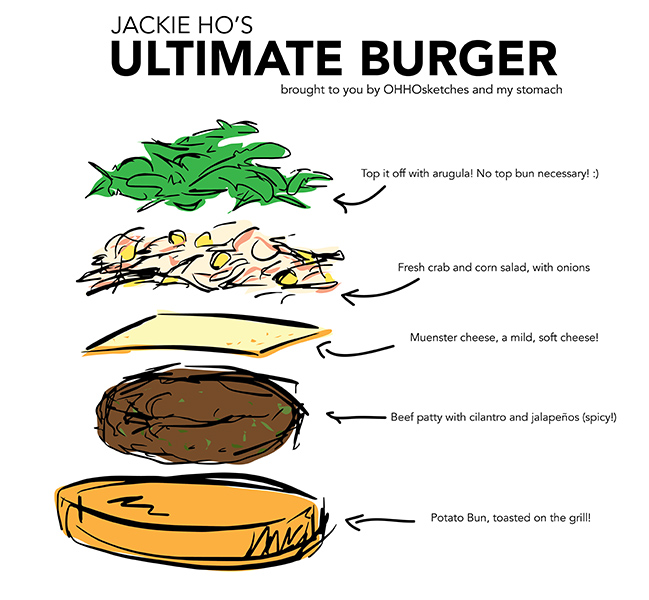 JACKIE HO'S
ULTIMATE BURGER
brought to you by OHHOsketches and my stomach
Top it off with arugula! No top bun necessary! :)
Fresh crab and corn salad, with onions
Muenster cheese, a mild, soft cheese!
Beef patty with cilantro and jalapeños (spicy!)
Potato Bun, toasted on the grill!